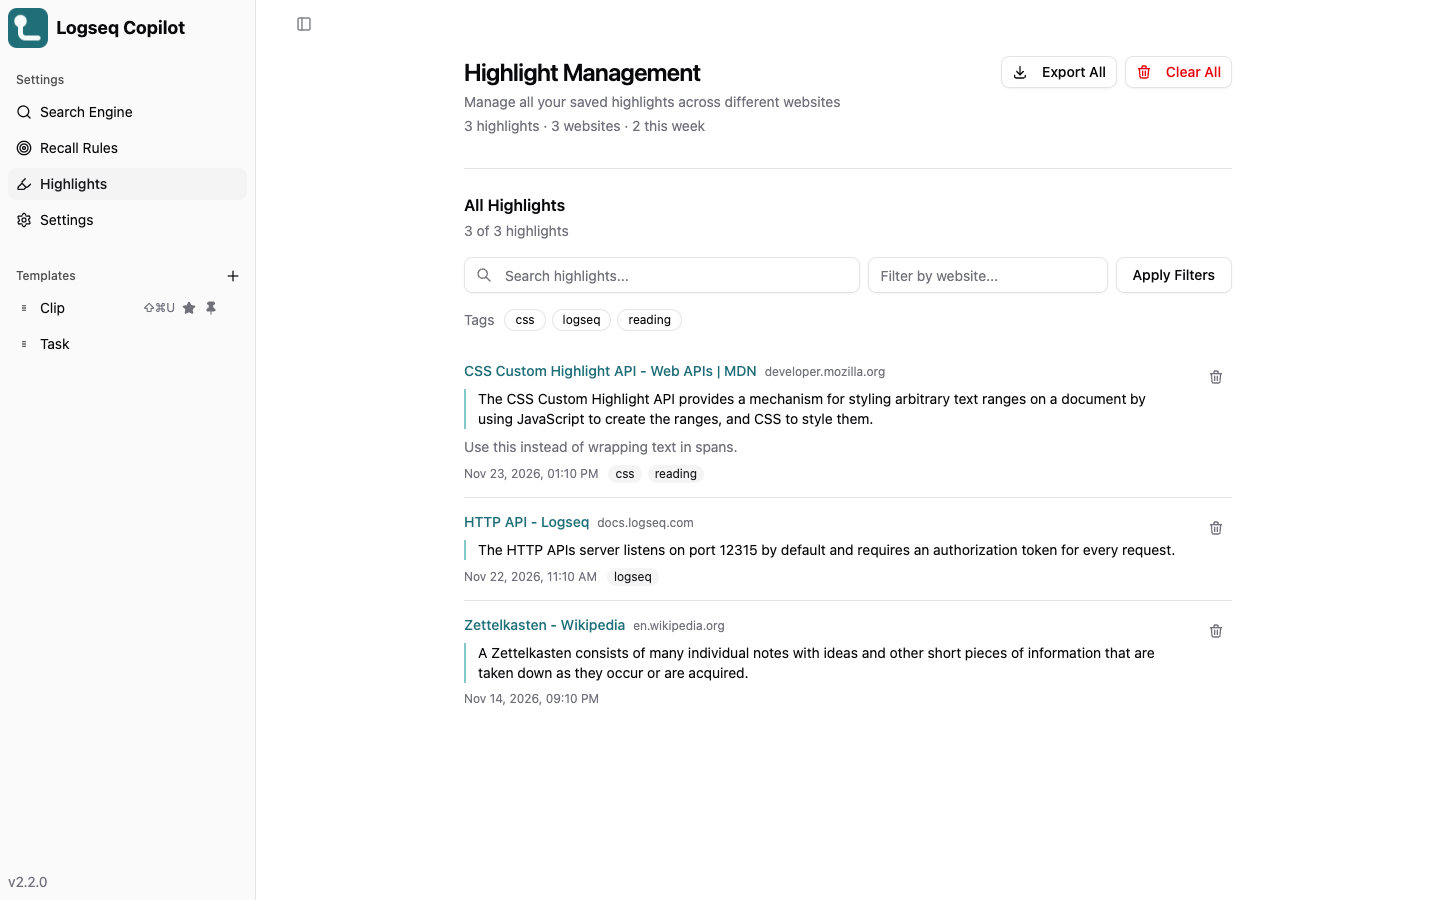 Logseq Copilot
Settings
Search Engine
Recall Rules
Highlights
Settings
Templates
Clip ⇧⌘U
Task
v2.2.0
Highlight Management
Export All
Clear All
Manage all your saved highlights across different websites
3 highlights · 3 websites · 2 this week
All Highlights
3 of 3 highlights
Search highlights...
Filter by website...
Apply Filters
Tags css logseq reading
CSS Custom Highlight API - Web APIs | MDN developer.mozilla.org
The CSS Custom Highlight API provides a mechanism for styling arbitrary text ranges on a document by
using JavaScript to create the ranges, and CSS to style them.
Use this instead of wrapping text in spans.
Nov 23, 2026, 01:10 PM css reading
HTTP API - Logseq docs.logseq.com
The HTTP APIs server listens on port 12315 by default and requires an authorization token for every request.
Nov 22, 2026, 11:10 AM logseq
Zettelkasten - Wikipedia en.wikipedia.org
A Zettelkasten consists of many individual notes with ideas and other short pieces of information that are
taken down as they occur or are acquired.
Nov 14, 2026, 09:10 PM